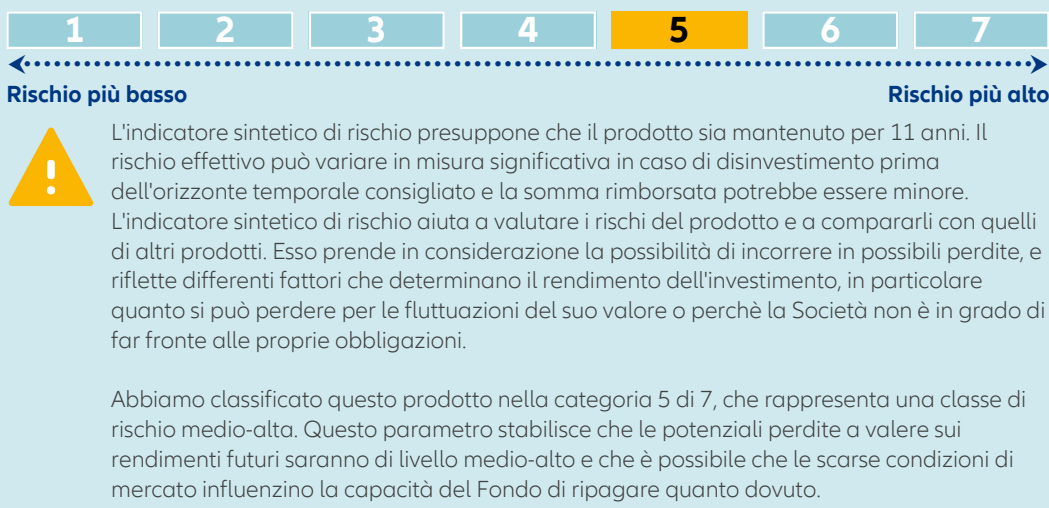 1 2 3 4 5 6 7
Rischio più basso Rischio più alto
L'indicatore sintetico di rischio presuppone che il prodotto sia mantenuto per 11 anni. Il
rischio effettivo può variare in misura significativa in caso di disinvestimento prima
dell'orizzonte temporale consigliato e la somma rimborsata potrebbe essere minore.
L'indicatore sintetico di rischio aiuta a valutare i rischi del prodotto e a compararli con quelli
di altri prodotti. Esso prende in considerazione la possibilità di incorrere in possibili perdite, e
riflette differenti fattori che determinano il rendimento dell'investimento, in particolare
quanto si può perdere per le fluttuazioni del suo valore o perchè la Società non è in grado di
far fronte alle proprie obbligazioni.
Abbiamo classificato questo prodotto nella categoria 5 di 7, che rappresenta una classe di
rischio medio-alta. Questo parametro stabilisce che le potenziali perdite a valere sui
rendimenti futuri saranno di livello medio-alto e che è possibile che le scarse condizioni di
mercato influenzino la capacità del Fondo di ripagare quanto dovuto.